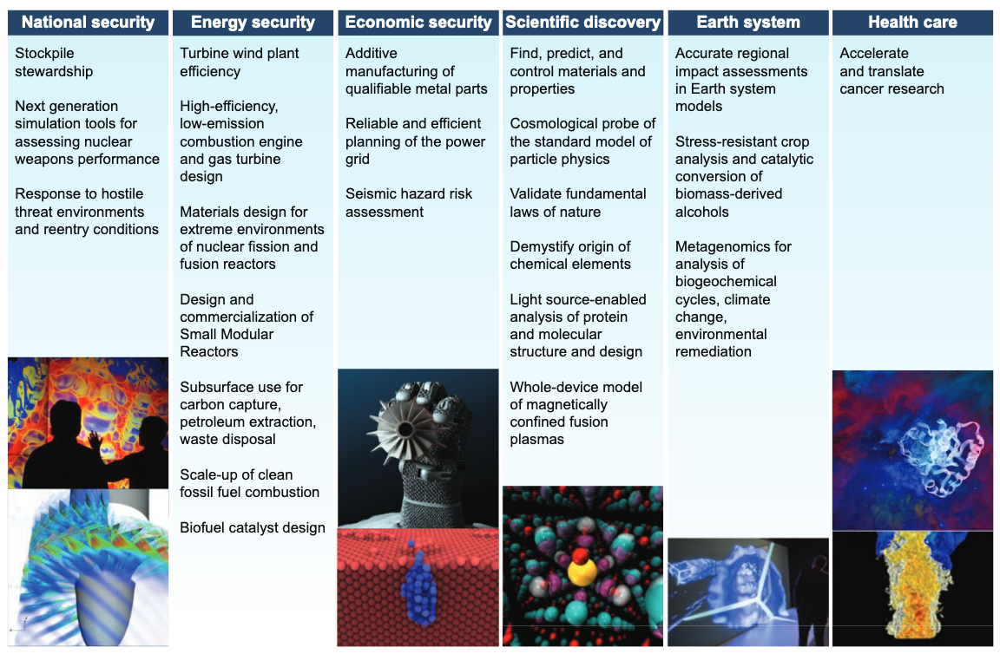 National security
Stockpile
stewardship
Next generation
simulation tools for
assessing nuclear
weapons performance
Response to hostile
threat environments
and reentry conditions
Energy security
Turbine wind plant
efficiency
High-efficiency,
low-emission
combustion engine
and gas turbine
design
Materials design for
extreme environments
of nuclear fission and
fusion reactors
Design and
commercialization of
Small Modular
Reactors
Subsurface use for
carbon capture,
petroleum extraction,
waste disposal
Scale-up of clean
fossil fuel combustion
Biofuel catalyst design
Economic security
Additive
manufacturing of
qualifiable metal parts
Reliable and efficient
planning of the power
grid
Seismic hazard risk
assessment
Scientific discovery
Find, predict, and
control materials and
properties
Cosmological probe of
the standard model of
particle physics
Validate fundamental
laws of nature
Demystify origin of
chemical elements
Light source-enabled
analysis of protein
and molecular
structure and design
Whole-device model
of magnetically
confined fusion
plasmas
Earth system
Accurate regional
impact assessments
in Earth system
models
Stress-resistant crop
analysis and catalytic
conversion of
biomass-derived
alcohols
Metagenomics for
analysis of
biogeochemical
cycles, climate
change,
environmental
remediation
Health care
Accelerate
and translate
cancer research